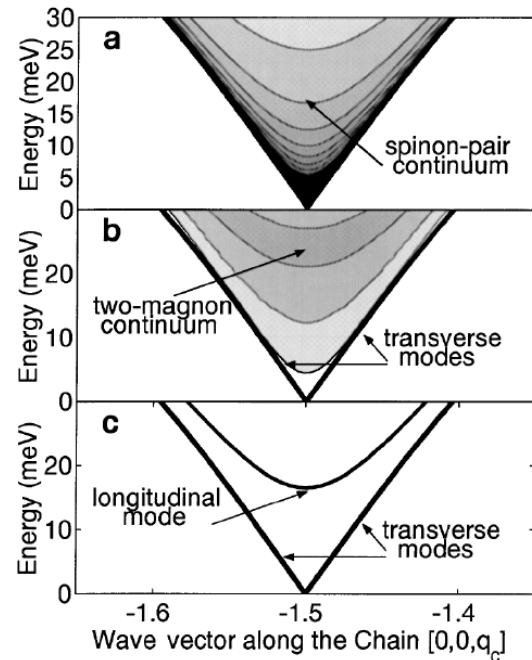 30
a
25
20
15
10
5
0
Energy (meV)
spinon-pair
continuum
b
20
10
0
Energy (meV)
two-magnon
continuum
transverse
modes
c
20
10
0
Energy (meV)
longitudinal
mode
transverse
modes
-1.6
-1.5
-1.4
Wave vector along the Chain [0,0,q_c]